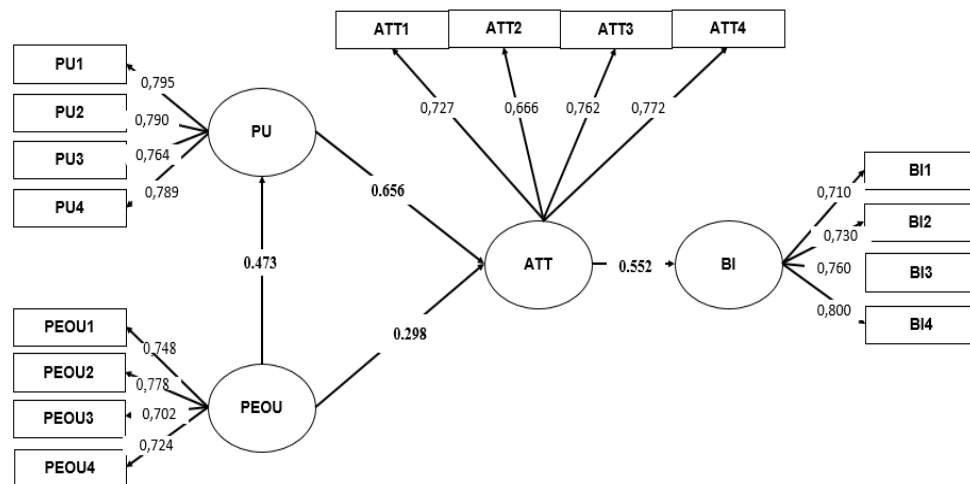 ATT1 ATT2 ATT3 ATT4
PU1
PU2
PU3
PU4
0,795
0,790
0,764
0,789
PU
0,727 0,666 0,762 0,772
0.656
0.473
ATT
0.552
BI
0,710
0,730
0,760
0,800
BI1
BI2
BI3
BI4
0.298
PEOU1
PEOU2
PEOU3
PEOU4
0,748
0,778
0,702
0,724
PEOU